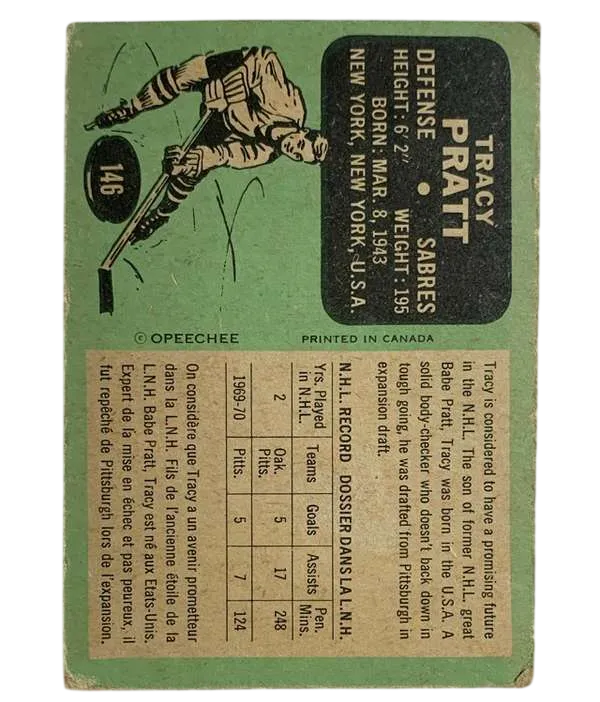 TRACY
PRATT
DEFENSE • SABRES
HEIGHT: 6' 2" WEIGHT: 195
BORN: MAR. 8, 1943
NEW YORK, NEW YORK, U.S.A.
146
© OPEECHEE PRINTED IN CANADA
Tracy is considered to have a promising future
in the N.H.L. The son of former N.H.L. great
Babe Pratt, Tracy was born in the U.S.A. A
solid body-checker who doesn't back down in
tough going, he was drafted from Pittsburgh in
expansion draft.
N.H.L. RECORD DOSSIER DANS LA L.N.H.
Yrs. Played in N.H.L. Teams Goals Assists Pen. Mins.
2 Oak. Pitts. 5 17 248
1969-70 Pitts. 5 7 124
On considère que Tracy a un avenir prometteur
dans la L.N.H. Fils de l'ancienne étoile de la
L.N.H. Babe Pratt, Tracy est né aux Etats-Unis.
Expert de la mise en échec et pas peureux, il
fut repêché de Pittsburgh lors de l'expansion.